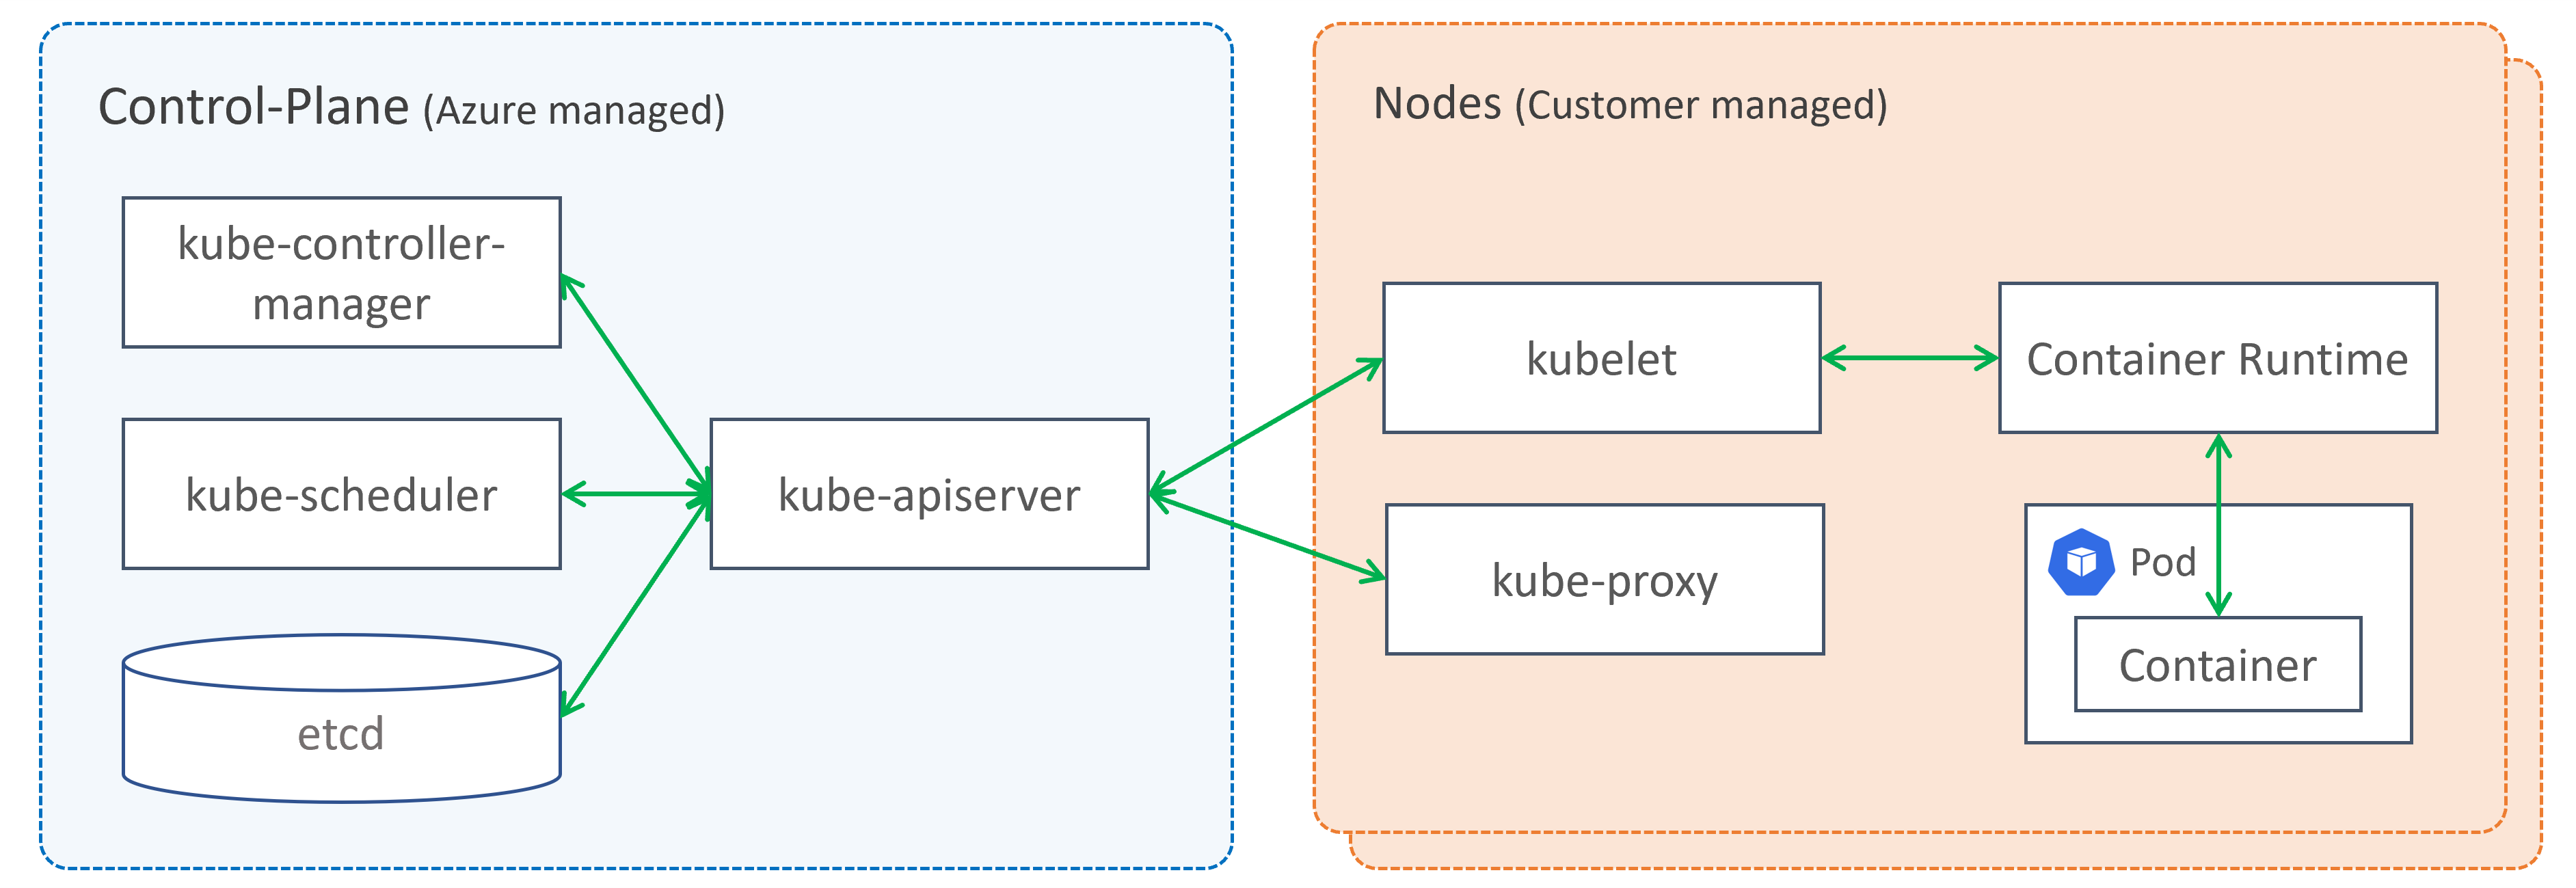 Control-Plane (Azure managed)
kube-controller-
manager
kube-scheduler
etcd
kube-apiserver
Nodes (Customer managed)
kubelet
Container Runtime
kube-proxy
Pod
Container